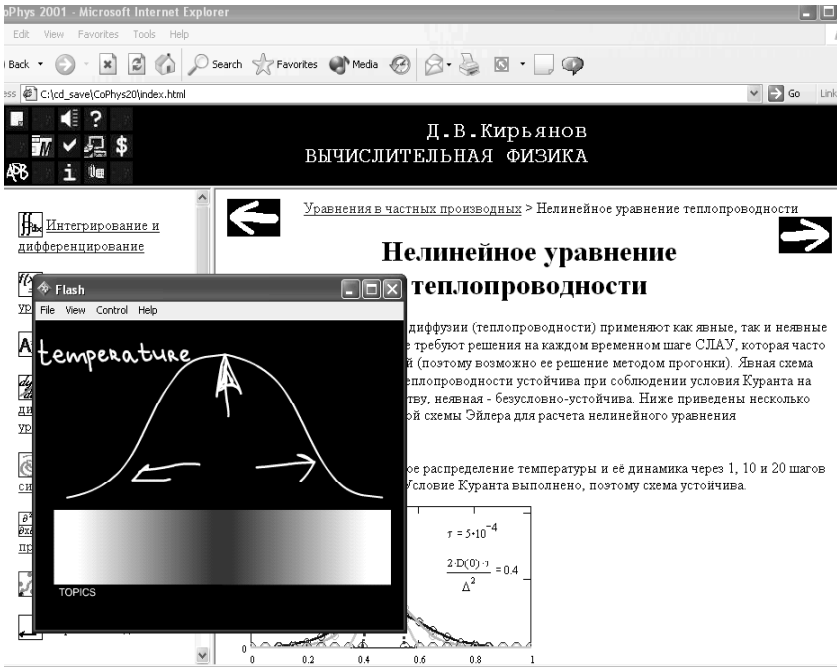 oPhys 2001 - Microsoft Internet Explorer
Edit View Favorites Tools Help
Back Search Favorites Media
ess C:\cd_save\CoPhys20\index.html Go Link
Д.В.Кирьянов
ВЫЧИСЛИТЕЛЬНАЯ ФИЗИКА
Уравнения в частных производных > Нелинейное уравнение теплопроводности
Интегрирование и
дифференцирование
Нелинейное уравнение
теплопроводности
Flash
File View Control Help
temperature
TOPICS
диффузии (теплопроводности) применяют как явные, так и неявные
е требуют решения на каждом временном шаге СЛАУ, которая часто
й (поэтому возможно ее решение методом прогонки). Явная схема
еплопроводности устойчива при соблюдении условия Куранта на
тву, неявная - безусловно-устойчива. Ниже приведены несколько
ой схемы Эйлера для расчета нелинейного уравнения
ое распределение температуры и её динамика через 1, 10 и 20 шагов
Условие Куранта выполнено, поэтому схема устойчива.
τ = 5·10^-4
2·D(0)·τ / Δ^2 = 0.4
0
0 0.2 0.4 0.6 0.8 1